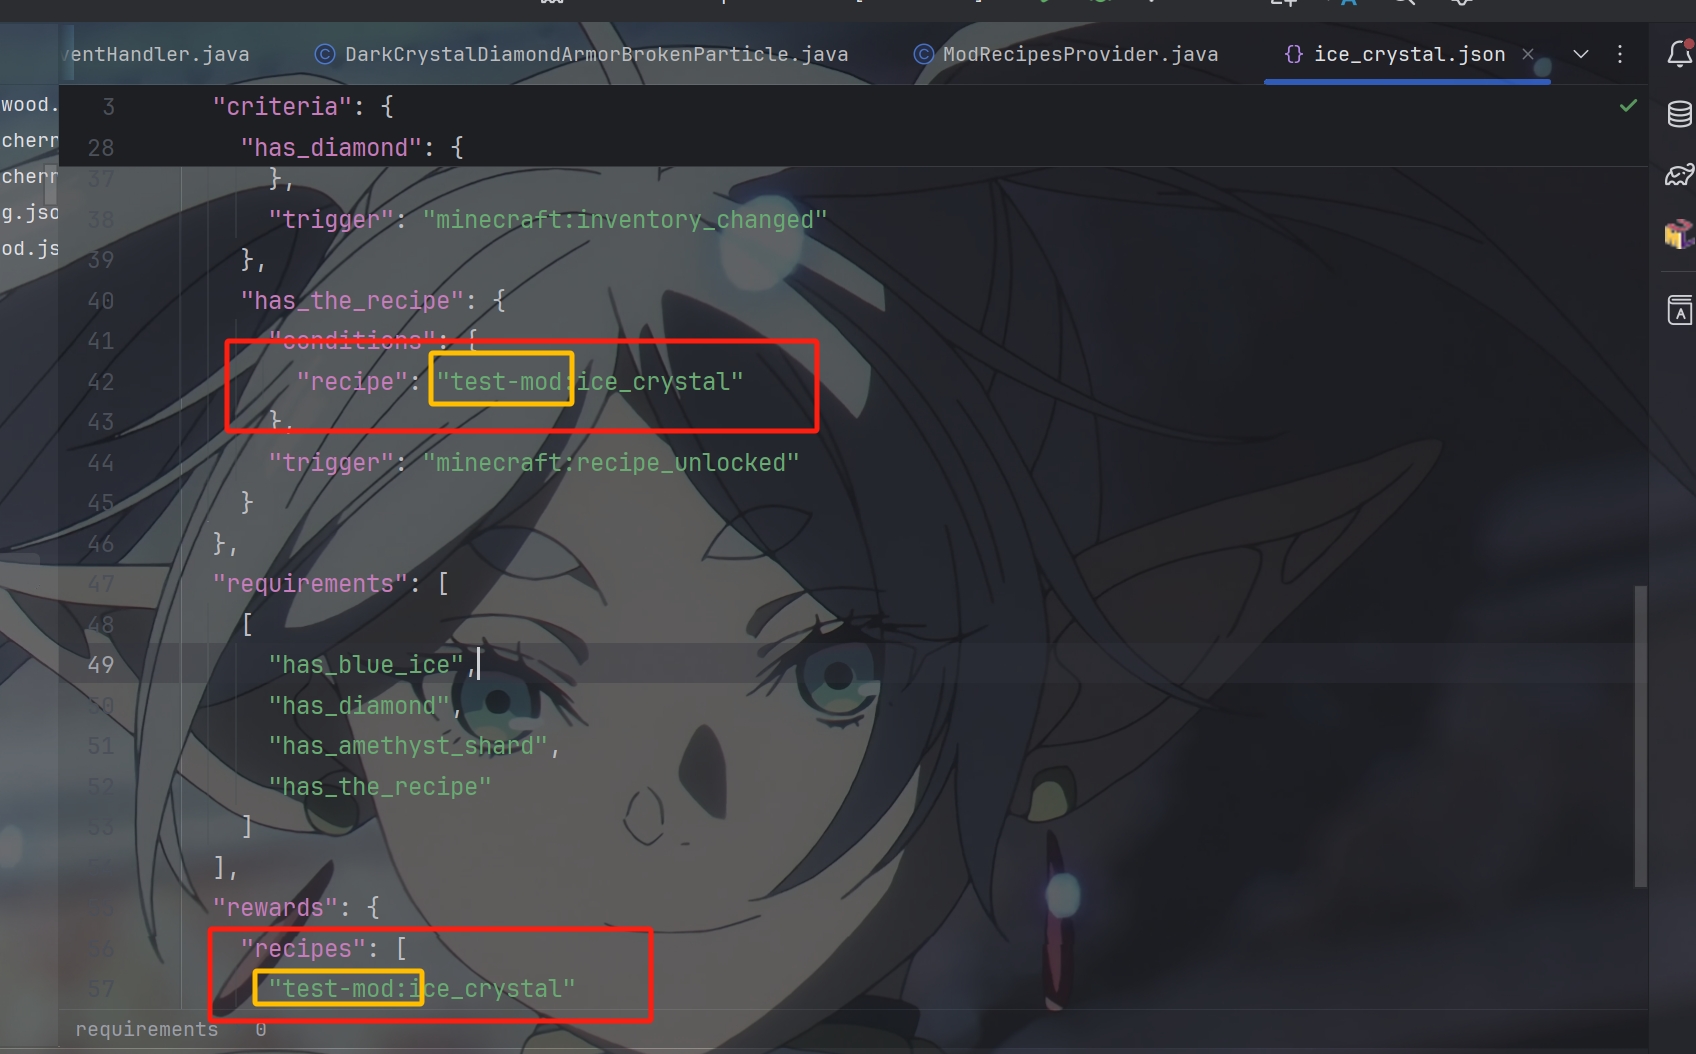 ventHandler.java
DarkCrystalDiamondArmorBrokenParticle.java
ModRecipesProvider.java
{} ice_crystal.json
wood.
cherr
cherr
g.jso
od.js
3 "criteria": {
28 "has_diamond": {
37 },
38 "trigger": "minecraft:inventory_changed"
39 },
40 "has_the_recipe": {
41 "conditions": {
42 "recipe": "test-mod:ice_crystal"
43 },
44 "trigger": "minecraft:recipe_unlocked"
45 }
46 },
47 "requirements": [
48 [
49 "has_blue_ice",
50 "has_diamond",
51 "has_amethyst_shard",
52 "has_the_recipe"
53 ]
],
"rewards": {
56 "recipes": [
57 "test-mod:ice_crystal"
requirements 0